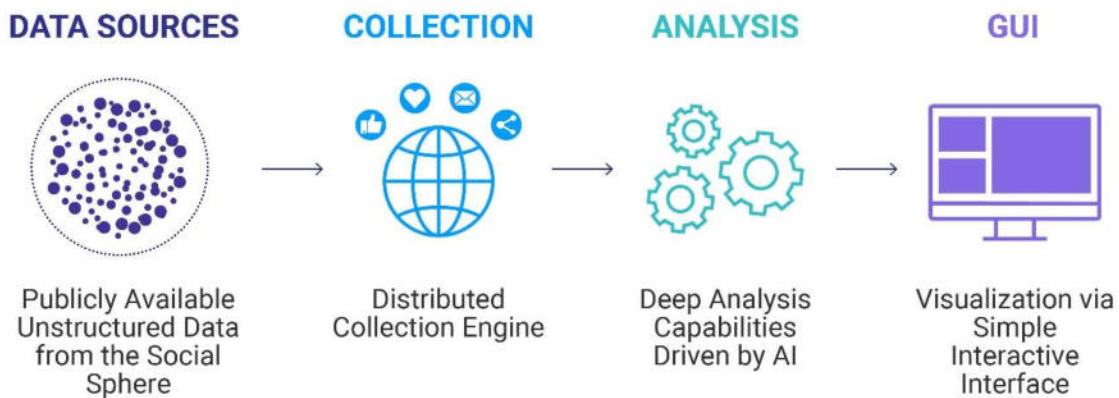 DATA SOURCES
COLLECTION
ANALYSIS
GUI
Publicly Available
Unstructured Data
from the Social
Sphere
Distributed
Collection Engine
Deep Analysis
Capabilities
Driven by AI
Visualization via
Simple
Interactive
Interface